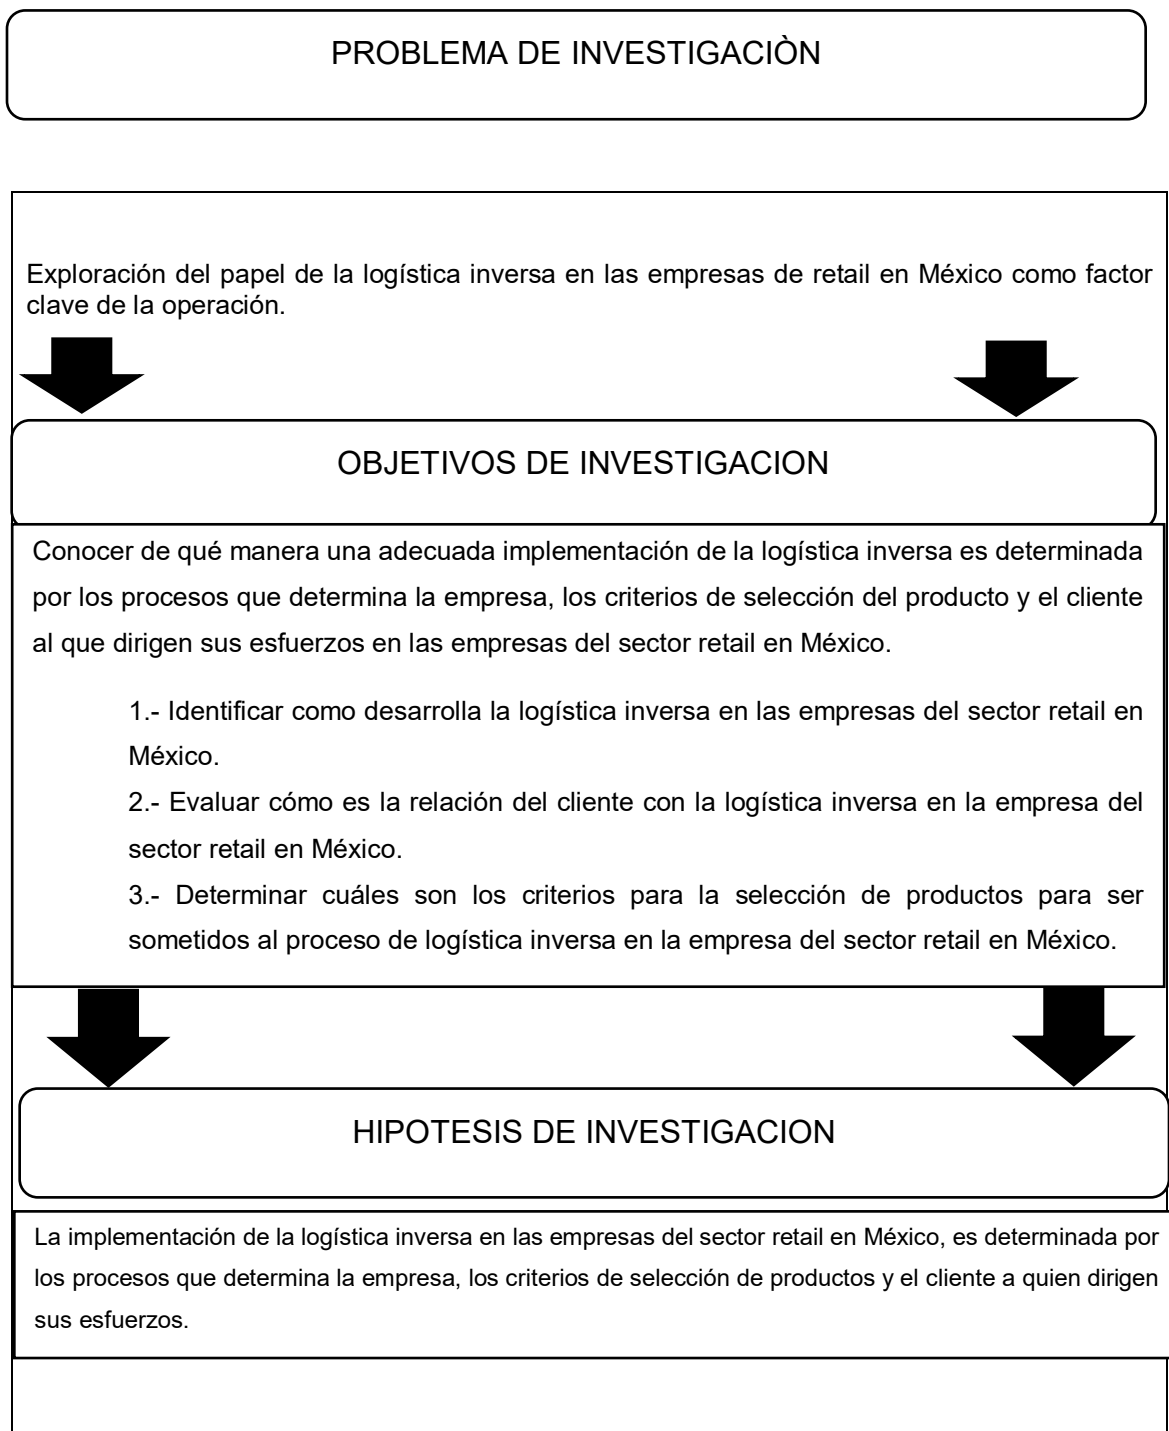 PROBLEMA DE INVESTIGACIÒN
Exploración del papel de la logística inversa en las empresas de retail en México como factor
clave de la operación.
OBJETIVOS DE INVESTIGACION
Conocer de qué manera una adecuada implementación de la logística inversa es determinada
por los procesos que determina la empresa, los criterios de selección del producto y el cliente
al que dirigen sus esfuerzos en las empresas del sector retail en México.
1.- Identificar como desarrolla la logística inversa en las empresas del sector retail en
México.
2.- Evaluar cómo es la relación del cliente con la logística inversa en la empresa del
sector retail en México.
3.- Determinar cuáles son los criterios para la selección de productos para ser
sometidos al proceso de logística inversa en la empresa del sector retail en México.
HIPOTESIS DE INVESTIGACION
La implementación de la logística inversa en las empresas del sector retail en México, es determinada por
los procesos que determina la empresa, los criterios de selección de productos y el cliente a quien dirigen
sus esfuerzos.